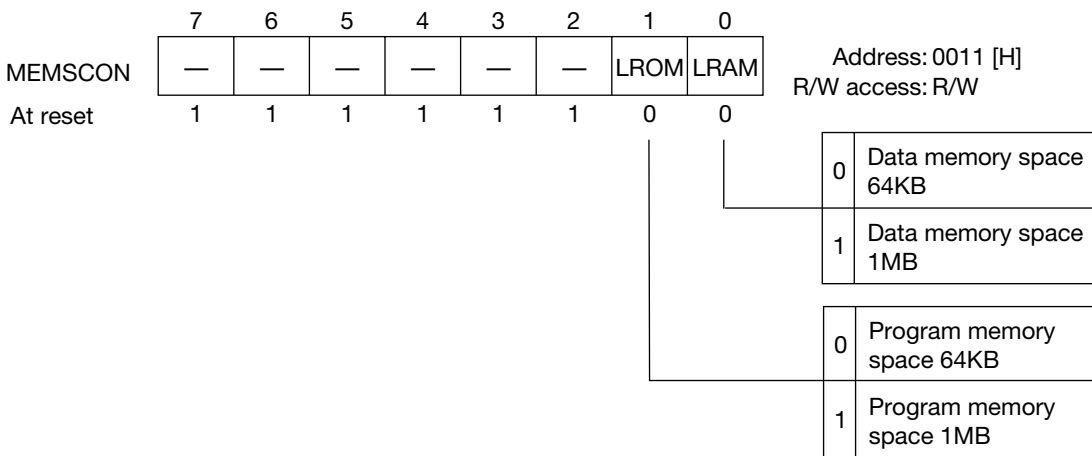 7 6 5 4 3 2 1 0
MEMSCON — — — — — — LROM LRAM
Address: 0011 [H]
R/W access: R/W
At reset 1 1 1 1 1 1 0 0
0 Data memory space
64KB
1 Data memory space
1MB
0 Program memory
space 64KB
1 Program memory
space 1MB